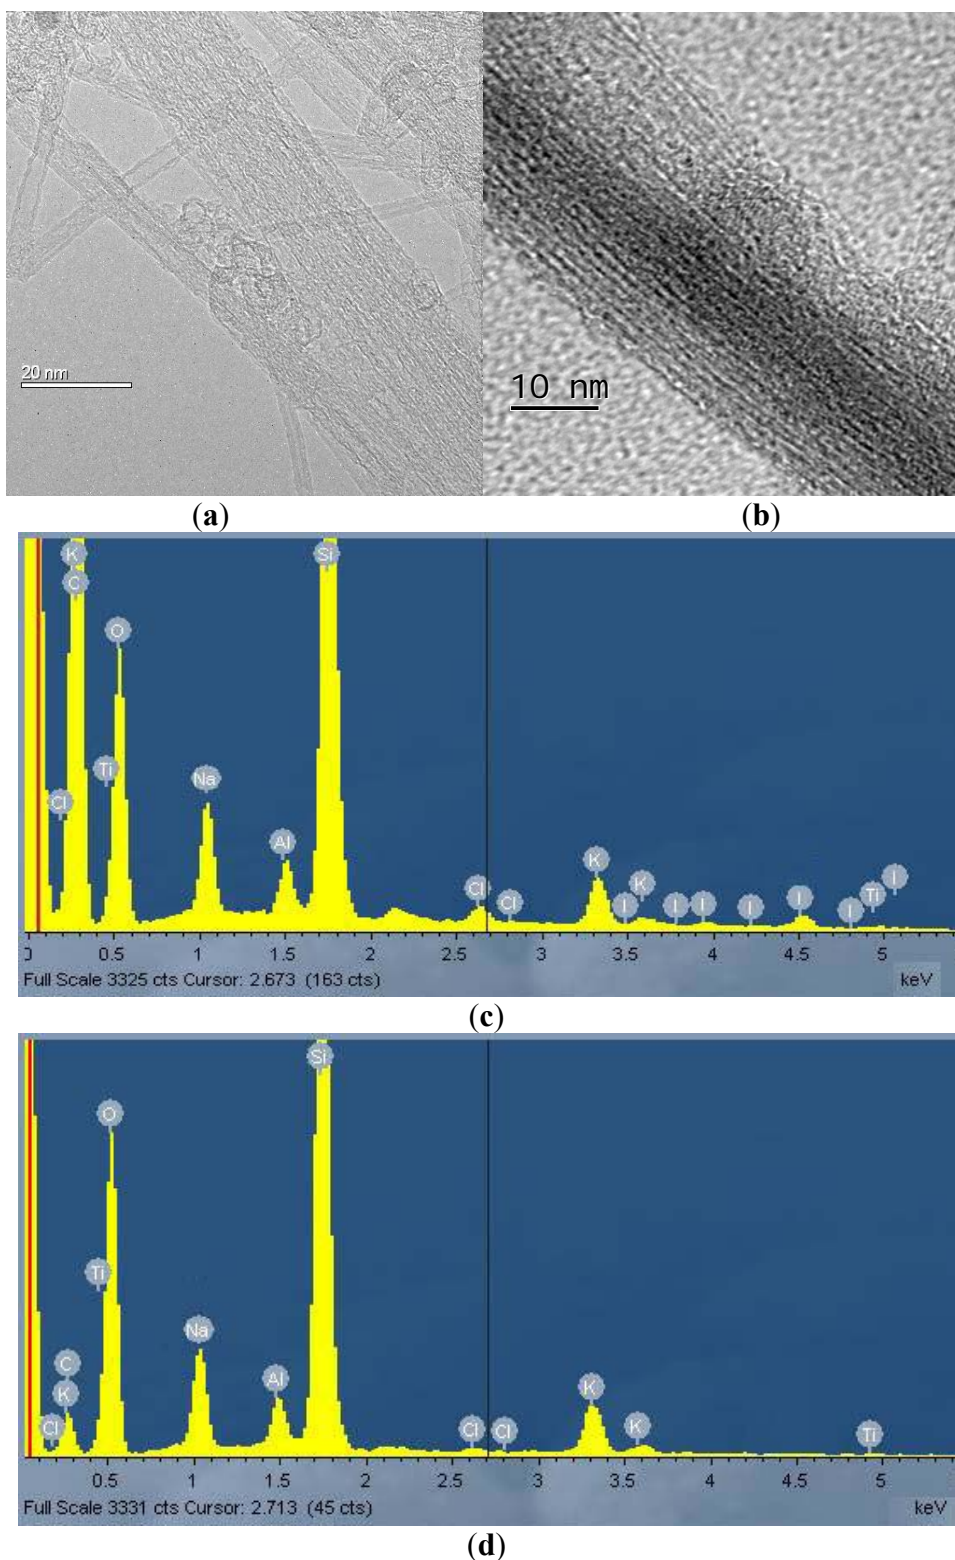 20 nm
10 nm
(a)
(b)
K
C
Si
O
Ti
Na
Cl
Al
K
K
I
Cl
Cl
I
I
I
I
I
I
Ti
0 0.5 1 1.5 2 2.5 3 3.5 4 4.5 5
Full Scale 3325 cts Cursor: 2.673 (163 cts)
keV
(c)
Si
O
Ti
Na
C
Al
K
K
K
Cl
Cl
Cl
Ti
0.5 1 1.5 2 2.5 3 3.5 4 4.5 5
Full Scale 3331 cts Cursor: 2.713 (45 cts)
keV
(d)